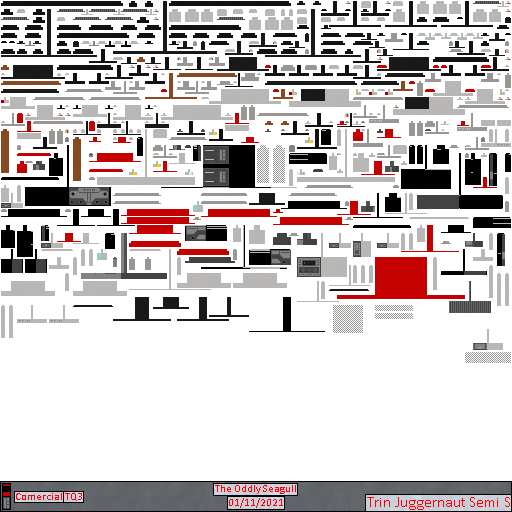 The Oddly Seagull
Comercial TQ3
01/11/2021
Trin Juggernaut Semi S